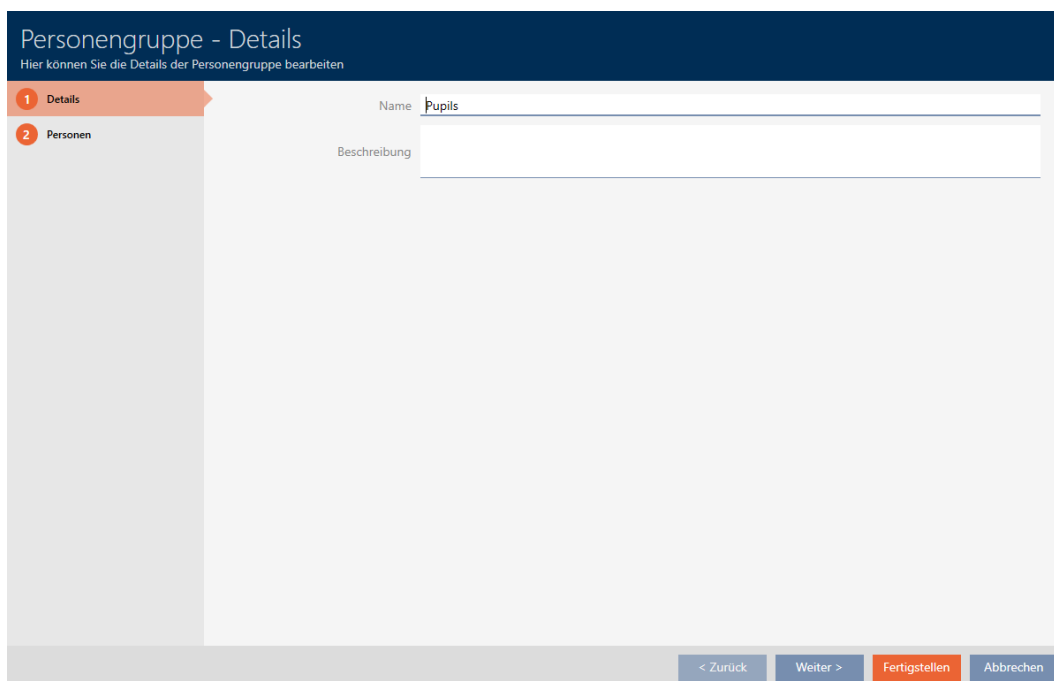 Personengruppe - Details
Hier können Sie die Details der Personengruppe bearbeiten
1 Details
2 Personen
Name Pupils
Beschreibung
< Zurück Weiter > Fertigstellen Abbrechen